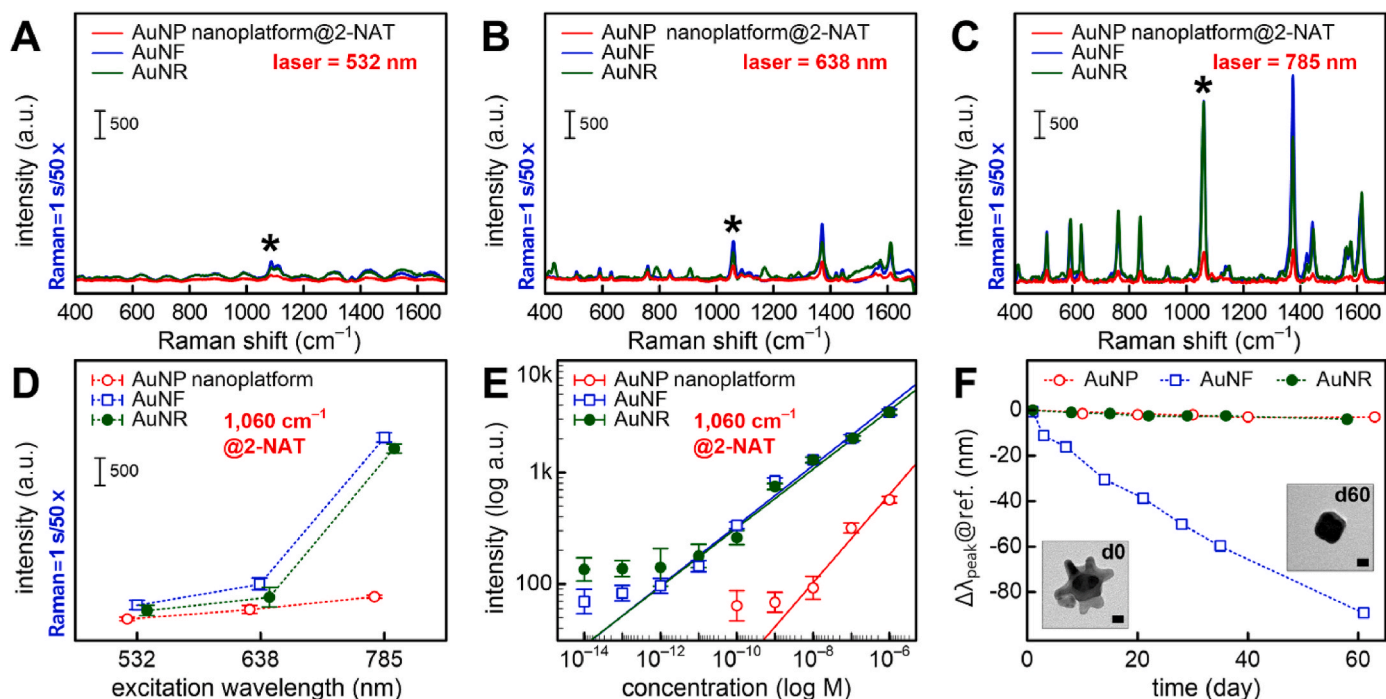 A
AuNP nanoplatform@2-NAT
AuNF
AuNR
laser = 532 nm
500
*
intensity (a.u.)
Raman=1 s/50 x
400 600 800 1000 1200 1400 1600
Raman shift (cm⁻¹)
B
AuNP nanoplatform@2-NAT
AuNF
AuNR
laser = 638 nm
500
*
intensity (a.u.)
Raman=1 s/50 x
400 600 800 1000 1200 1400 1600
Raman shift (cm⁻¹)
C
AuNP nanoplatform@2-NAT
AuNF
AuNR
laser = 785 nm
500
*
intensity (a.u.)
Raman=1 s/50 x
400 600 800 1000 1200 1400 1600
Raman shift (cm⁻¹)
D
AuNP nanoplatform
AuNF
AuNR
1,060 cm⁻¹
@2-NAT
500
intensity (a.u.)
Raman=1 s/50 x
532 638 785
excitation wavelength (nm)
E
AuNP nanoplatform
AuNF
AuNR
1,060 cm⁻¹
@2-NAT
10k
1k
100
intensity (log a.u.)
10⁻¹⁴ 10⁻¹² 10⁻¹⁰ 10⁻⁸ 10⁻⁶
concentration (log M)
F
AuNP AuNF AuNR
0
-20
-40
-60
-80
Δλpeak@ref. (nm)
d0
d60
0 20 40 60
time (day)